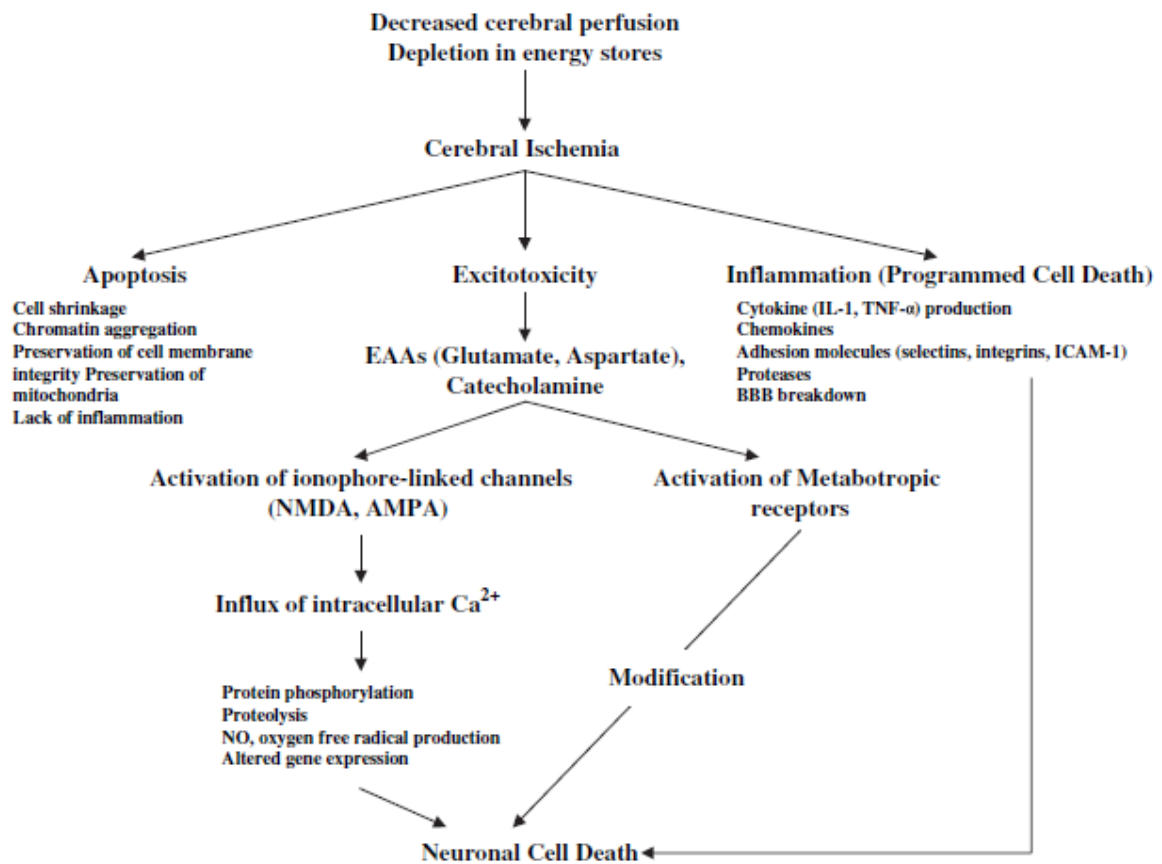 Decreased cerebral perfusion
Depletion in energy stores
Cerebral Ischemia
Apoptosis
Cell shrinkage
Chromatin aggregation
Preservation of cell membrane
integrity Preservation of
mitochondria
Lack of inflammation
Excitotoxicity
EAAs (Glutamate, Aspartate),
Catecholamine
Inflammation (Programmed Cell Death)
Cytokine (IL-1, TNF-α) production
Chemokines
Adhesion molecules (selectins, integrins, ICAM-1)
Proteases
BBB breakdown
Activation of ionophore-linked channels
(NMDA, AMPA)
Activation of Metabotropic
receptors
Influx of intracellular Ca²⁺
Modification
Protein phosphorylation
Proteolysis
NO, oxygen free radical production
Altered gene expression
Neuronal Cell Death